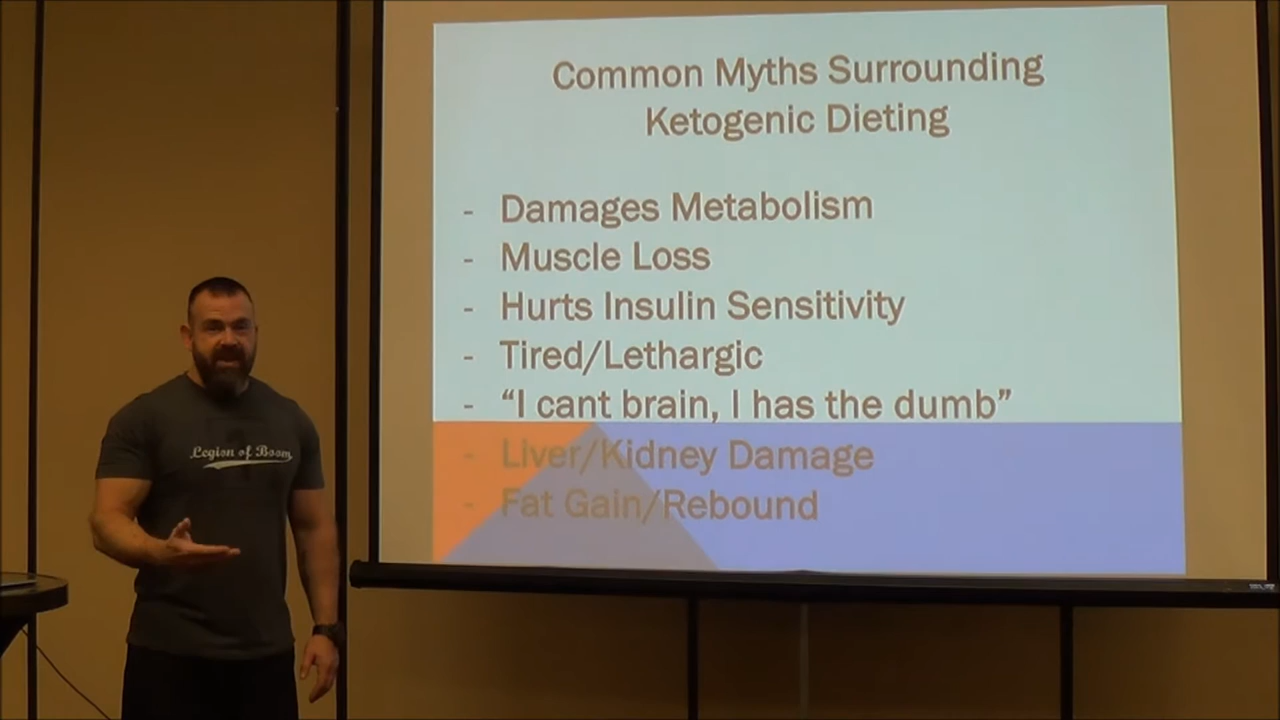 Common Myths Surrounding
Ketogenic Dieting
- Damages Metabolism
- Muscle Loss
- Hurts Insulin Sensitivity
- Tired/Lethargic
- “I cant brain, I has the dumb”
- Liver/Kidney Damage
- Fat Gain/Rebound
Legion of Boom